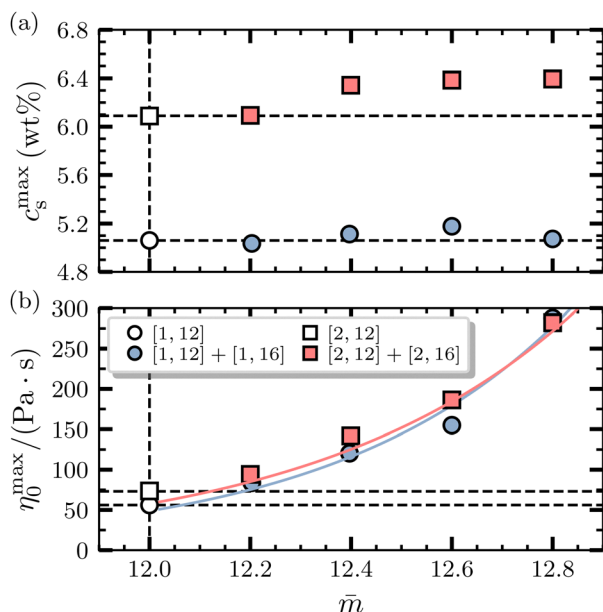 (a)
6.8
6.4
6.0
5.6
5.2
4.8
c_s^max (wt%)
(b)
300
250
200
150
100
50
0
η_0^max/(Pa · s)
[1, 12] [2, 12]
[1, 12] + [1, 16] [2, 12] + [2, 16]
12.0 12.2 12.4 12.6 12.8
m̄